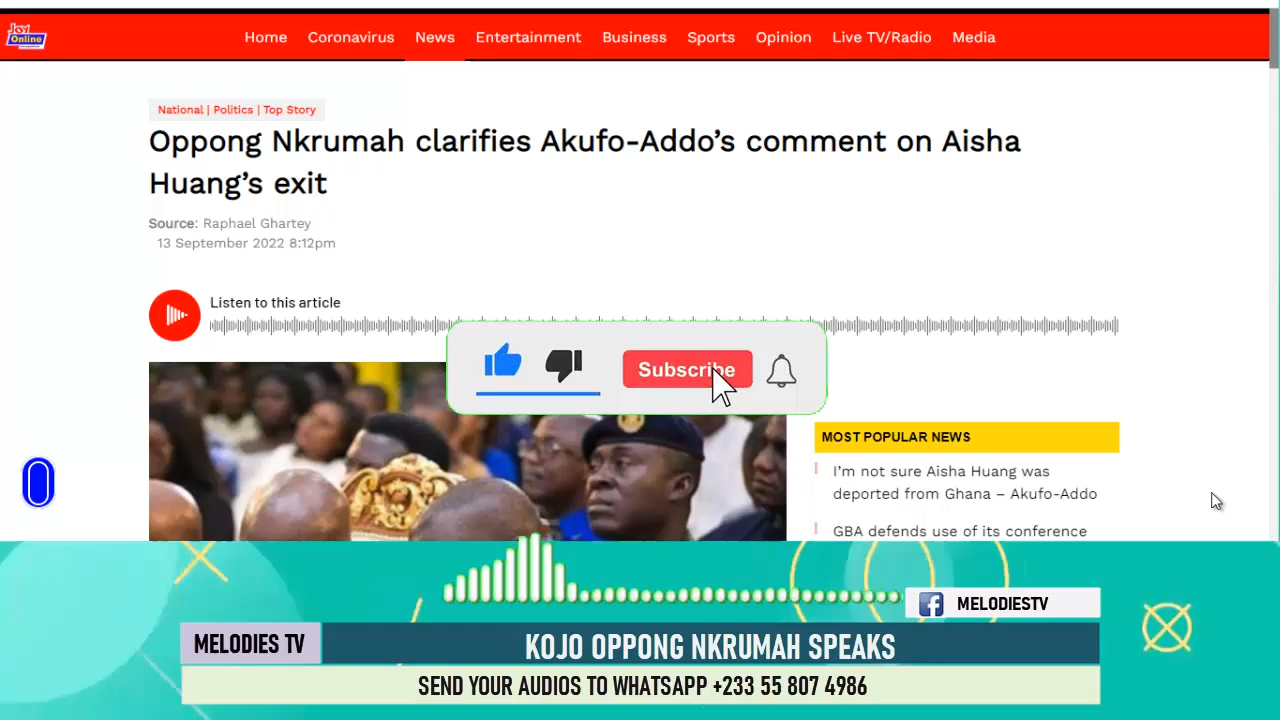 Joy
Online
Home Coronavirus News Entertainment Business Sports Opinion Live TV/Radio Media
National | Politics | Top Story
Oppong Nkrumah clarifies Akufo-Addo's comment on Aisha
Huang's exit
Source: Raphael Ghartey
13 September 2022 8:12pm
Listen to this article
Subscribe
MOST POPULAR NEWS
I'm not sure Aisha Huang was
deported from Ghana – Akufo-Addo
GBA defends use of its conference
MELODIESTV
MELODIES TV
KOJO OPPONG NKRUMAH SPEAKS
SEND YOUR AUDIOS TO WHATSAPP +233 55 807 4986